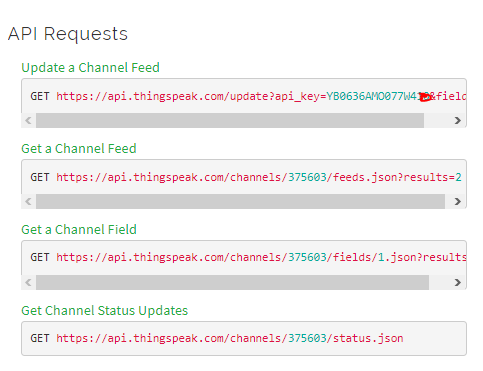 API Requests
Update a Channel Feed
GET https://api.thingspeak.com/update?api_key=YB0636AMO077W4 &field
Get a Channel Feed
GET https://api.thingspeak.com/channels/375603/feeds.json?results=2
Get a Channel Field
GET https://api.thingspeak.com/channels/375603/fields/1.json?results
Get Channel Status Updates
GET https://api.thingspeak.com/channels/375603/status.json